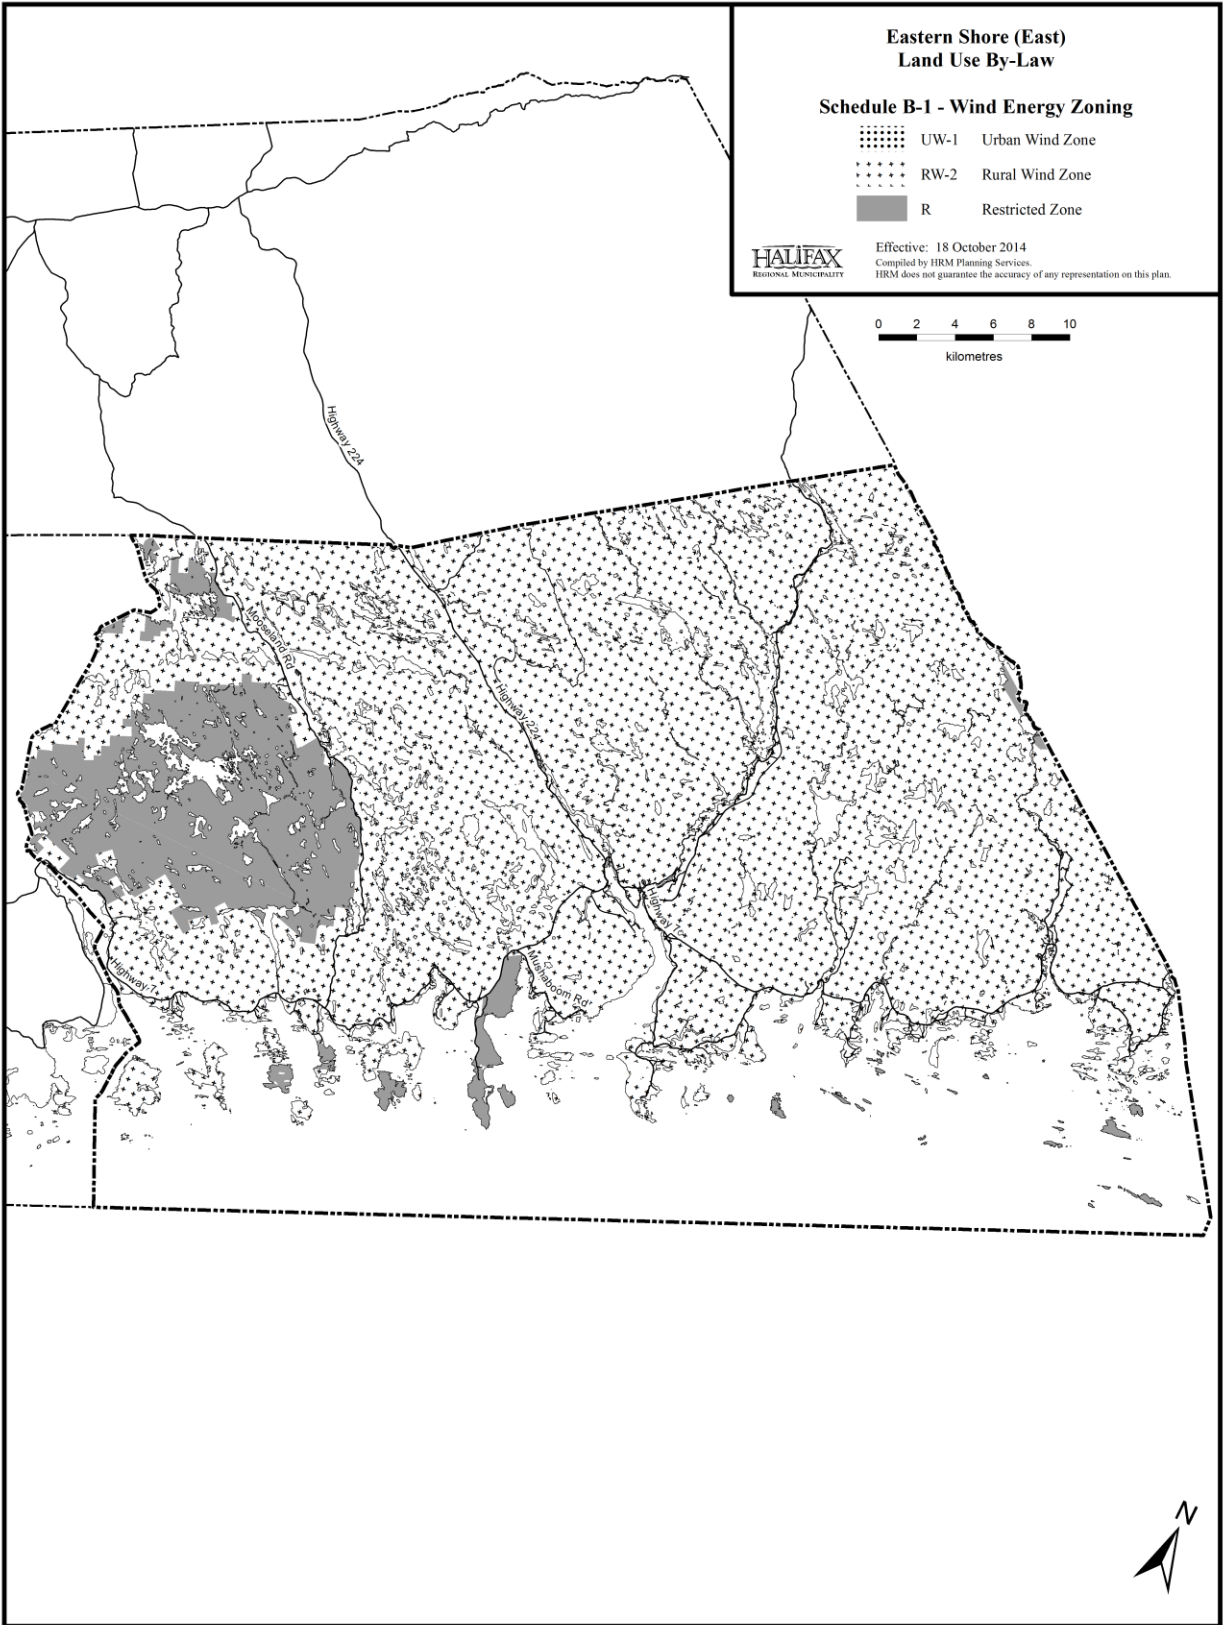 Eastern Shore (East)
Land Use By-Law
Schedule B-1 - Wind Energy Zoning
UW-1 Urban Wind Zone
RW-2 Rural Wind Zone
R Restricted Zone
HALIFAX
REGIONAL MUNICIPALITY
Effective: 18 October 2014
Compiled by HRM Planning Services.
HRM does not guarantee the accuracy of any representation on this plan.
0 2 4 6 8 10
kilometres
Highway 224
Mooseland Rd
Highway 224
Highway 7
Mushaboom Rd
Highway 7
N